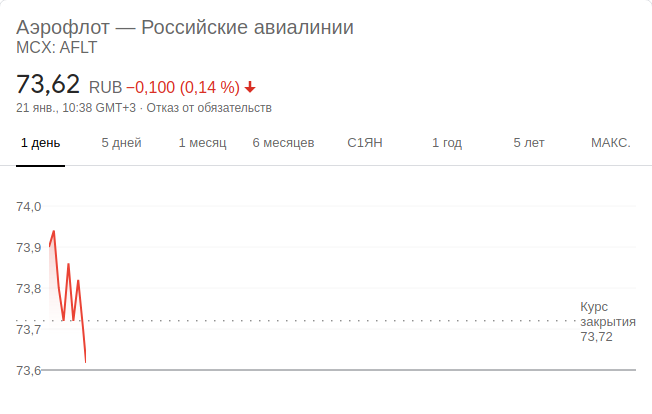 Аэрофлот — Российские авиалинии
MCX: AFLT
73,62 RUB −0,100 (0,14 %)
21 янв., 10:38 GMT+3 · Отказ от обязательств
1 день 5 дней 1 месяц 6 месяцев С1ЯН 1 год 5 лет МАКС.
74,0
73,9
73,8
73,7
73,6
Курс
закрытия
73,72